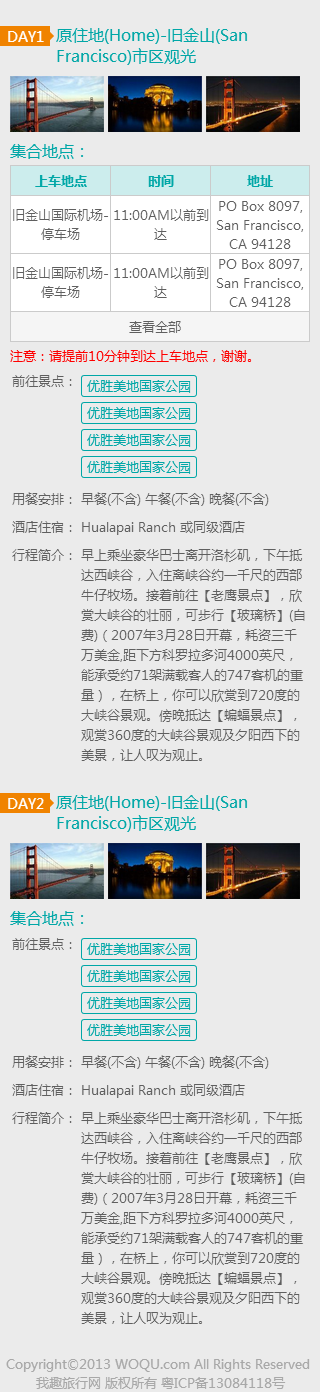 DAY1 原住地(Home)-旧金山(San
Francisco)市区观光
集合地点：
上车地点 时间 地址
旧金山国际机场-停车场 11:00AM以前到达 PO Box 8097, San Francisco, CA 94128
旧金山国际机场-停车场 11:00AM以前到达 PO Box 8097, San Francisco, CA 94128
查看全部
注意：请提前10分钟到达上车地点，谢谢。
前往景点： 优胜美地国家公园
优胜美地国家公园
优胜美地国家公园
优胜美地国家公园
用餐安排： 早餐(不含) 午餐(不含) 晚餐(不含)
酒店住宿： Hualapai Ranch 或同级酒店
行程简介： 早上乘坐豪华巴士离开洛杉矶，下午抵
达西峡谷，入住离峡谷约一千尺的西部
牛仔牧场。接着前往【老鹰景点】，欣
赏大峡谷的壮丽，可步行【玻璃桥】(自
费)（2007年3月28日开幕，耗资三千
万美金,距下方科罗拉多河4000英尺，
能承受约71架满载客人的747客机的重
量），在桥上，你可以欣赏到720度的
大峡谷景观。傍晚抵达【蝙蝠景点】，
观赏360度的大峡谷景观及夕阳西下的
美景，让人叹为观止。
DAY2 原住地(Home)-旧金山(San
Francisco)市区观光
集合地点：
前往景点： 优胜美地国家公园
优胜美地国家公园
优胜美地国家公园
优胜美地国家公园
用餐安排： 早餐(不含) 午餐(不含) 晚餐(不含)
酒店住宿： Hualapai Ranch 或同级酒店
行程简介： 早上乘坐豪华巴士离开洛杉矶，下午抵
达西峡谷，入住离峡谷约一千尺的西部
牛仔牧场。接着前往【老鹰景点】，欣
赏大峡谷的壮丽，可步行【玻璃桥】(自
费)（2007年3月28日开幕，耗资三千
万美金,距下方科罗拉多河4000英尺，
能承受约71架满载客人的747客机的重
量），在桥上，你可以欣赏到720度的
大峡谷景观。傍晚抵达【蝙蝠景点】，
观赏360度的大峡谷景观及夕阳西下的
美景，让人叹为观止。
Copyright©2013 WOQU.com All Rights Reserved
我趣旅行网 版权所有 粤ICP备13084118号